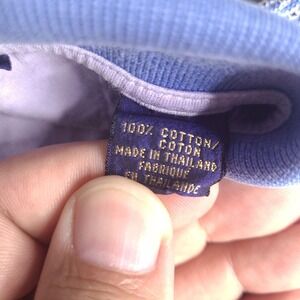 100% COTTON/
COTON
MADE IN THAILAND
FABRIQUE
EN THAILANDE